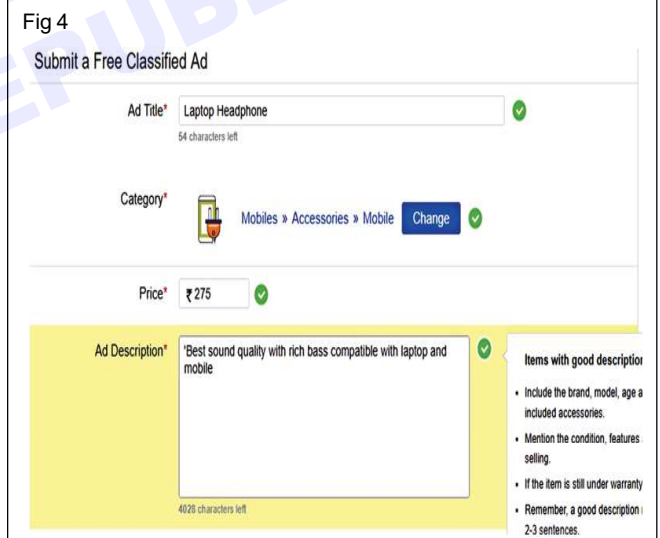 Fig 4
Submit a Free Classified Ad
Ad Title*
Laptop Headphone
54 characters left
Category*
Mobiles » Accessories » Mobile
Change
Price*
₹ 275
Ad Description*
'Best sound quality with rich bass compatible with laptop and
mobile
4028 characters left
Items with good description
• Include the brand, model, age a
included accessories.
• Mention the condition, features
selling.
• If the item is still under warranty
• Remember, a good description
2-3 sentences.